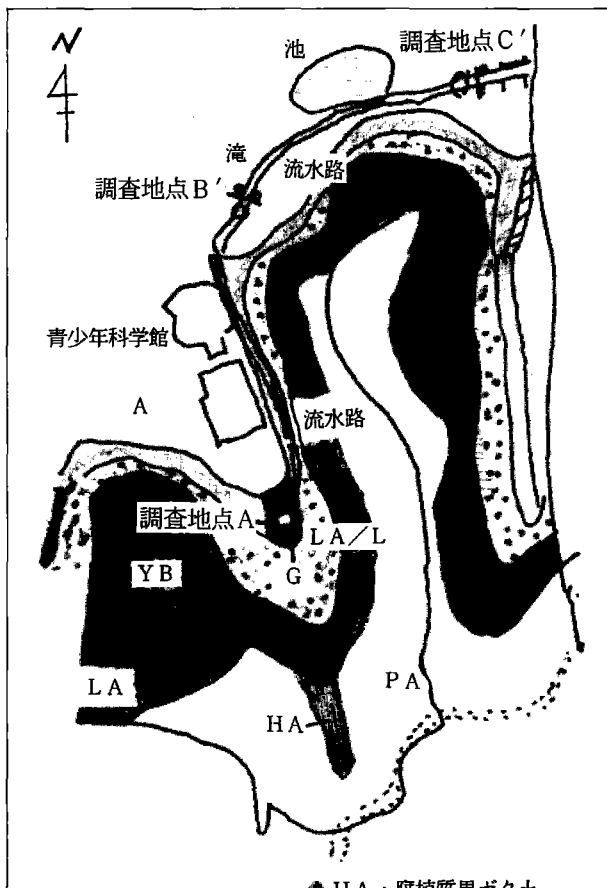 N
池
調査地点C′
滝
流水路
調査地点B′
青少年科学館
A
流水路
調査地点A
LA/L
YB
G
LA
PA
HA
HA:腐植質黒ボク土